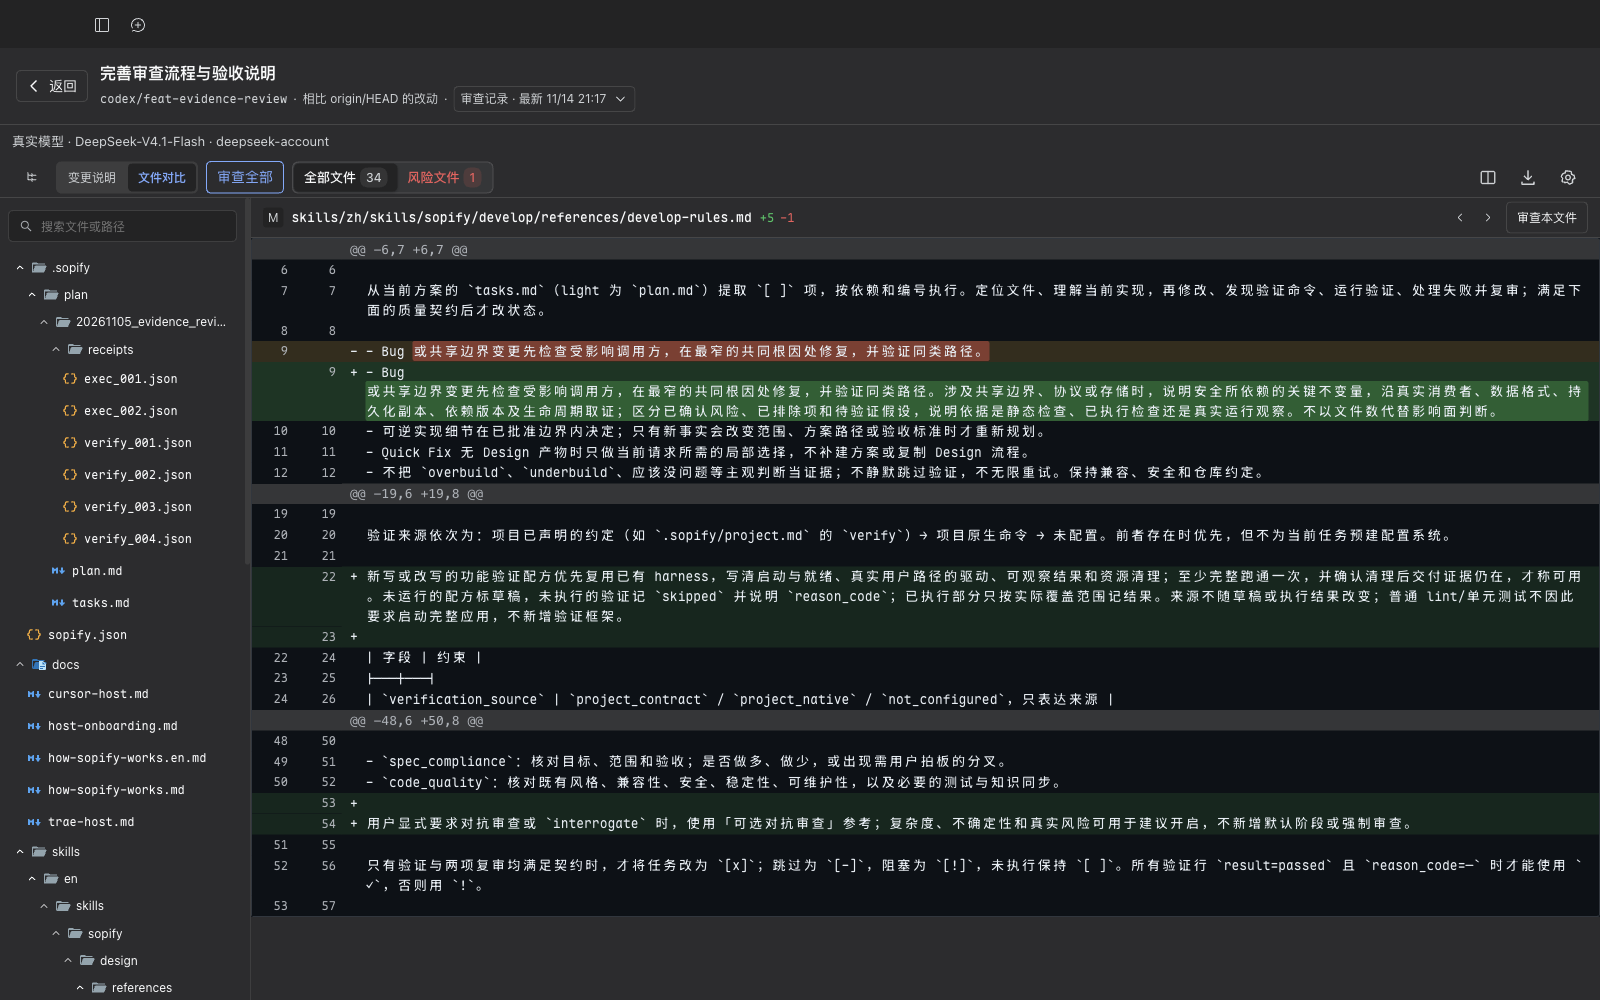 完善审查流程与验收说明
返回
codex/feat-evidence-review · 相比 origin/HEAD 的改动 · 审查记录 · 最新 11/14 21:17
真实模型 · DeepSeek-V4.1-Flash · deepseek-account
变更说明 文件对比 审查全部 全部文件 34 风险文件 1
搜索文件或路径
.sopify
plan
20261105_evidence_revi...
receipts
exec_001.json
exec_002.json
verify_001.json
verify_002.json
verify_003.json
verify_004.json
plan.md
tasks.md
sopify.json
docs
cursor-host.md
host-onboarding.md
how-sopify-works.en.md
how-sopify-works.md
trae-host.md
skills
en
skills
sopify
design
references
M skills/zh/skills/sopify/develop/references/develop-rules.md +5 −1
审查本文件
@@ −6,7 +6,7 @@
6 6
7 7 从当前方案的 `tasks.md`（light 为 `plan.md`）提取 `[ ]` 项，按依赖和编号执行。定位文件、理解当前实现，再修改、发现验证命令、运行验证、处理失败并复审；满足下
面的质量契约后才改状态。
8 8
9 - - Bug 或共享边界变更先检查受影响调用方，在最窄的共同根因处修复，并验证同类路径。
9 + - Bug
或共享边界变更先检查受影响调用方，在最窄的共同根因处修复，并验证同类路径。涉及共享边界、协议或存储时，说明安全所依赖的关键不变量，沿真实消费者、数据格式、持
久化副本、依赖版本及生命周期取证；区分已确认风险、已排除项和待验证假设，说明依据是静态检查、已执行检查还是真实运行观察。不以文件数代替影响面判断。
10 10 - 可逆实现细节在已批准边界内决定；只有新事实会改变范围、方案路径或验收标准时才重新规划。
11 11 - Quick Fix 无 Design 产物时只做当前请求所需的局部选择，不补建方案或复制 Design 流程。
12 12 - 不把 `overbuild`、`underbuild`、应该没问题等主观判断当证据；不静默跳过验证，不无限重试。保持兼容、安全和仓库约定。
@@ −19,6 +19,8 @@
19 19
20 20 验证来源依次为：项目已声明的约定（如 `.sopify/project.md` 的 `verify`）→ 项目原生命令 → 未配置。前者存在时优先，但不为当前任务预建配置系统。
21 21
22 + 新写或改写的功能验证配方优先复用已有 harness，写清启动与就绪、真实用户路径的驱动、可观察结果和资源清理；至少完整跑通一次，并确认清理后交付证据仍在，才称可用
。未运行的配方标草稿，未执行的验证记 `skipped` 并说明 `reason_code`；已执行部分只按实际覆盖范围记结果。来源不随草稿或执行结果改变；普通 lint/单元测试不因此
要求启动完整应用，不新增验证框架。
23 +
22 24 | 字段 | 约束 |
23 25 |---|---|
24 26 | `verification_source` | `project_contract` / `project_native` / `not_configured`，只表达来源 |
@@ −48,6 +50,8 @@
48 50
49 51 - `spec_compliance`：核对目标、范围和验收；是否做多、做少，或出现需用户拍板的分叉。
50 52 - `code_quality`：核对既有风格、兼容性、安全、稳定性、可维护性，以及必要的测试与知识同步。
53 +
54 + 用户显式要求对抗审查或 `interrogate` 时，使用「可选对抗审查」参考；复杂度、不确定性和真实风险可用于建议开启，不新增默认阶段或强制审查。
51 55
52 56 只有验证与两项复审均满足契约时，才将任务改为 `[x]`；跳过为 `[-]`，阻塞为 `[!]`，未执行保持 `[ ]`。所有验证行 `result=passed` 且 `reason_code=—` 时才能使用 `
✓`，否则用 `!`。
53 57